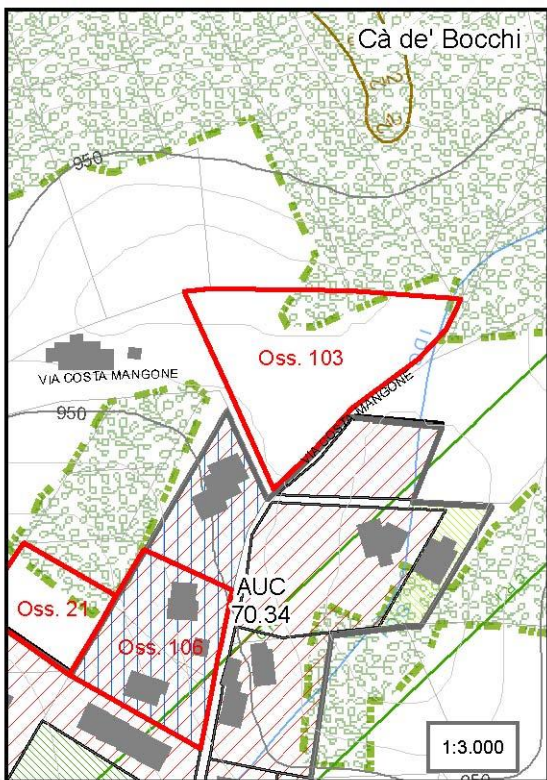 Cà de' Bocchi
950
Oss. 103
VIA COSTA MANGONE
VIA COSTA MANGONE
950
AUC
70.34
Oss. 21
Oss. 106
1:3.000
950